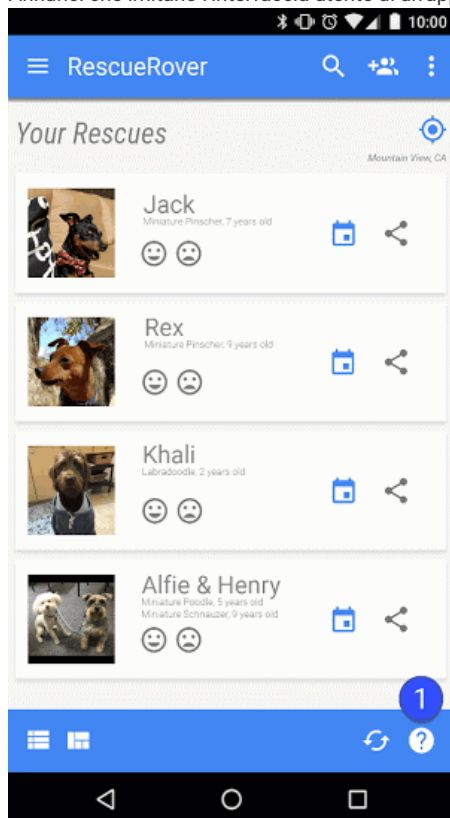 10:00
RescueRover
Your Rescues
Mountain View, CA
Jack
Miniature Pinscher, 7 years old
Rex
Miniature Pinscher, 9 years old
Khali
Labradoodle, 2 years old
Alfie & Henry
Miniature Poodle, 5 years old
Miniature Schnauzer, 9 years old
1
?